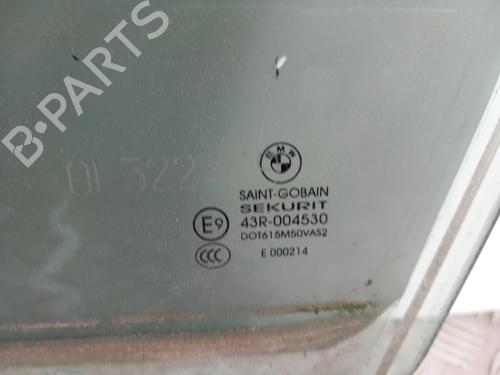 B-PARTS
BMW
SAINT-GOBAIN
SEKURIT
E9 43R-004530
DOT615M50VAS2
CCC E 000214